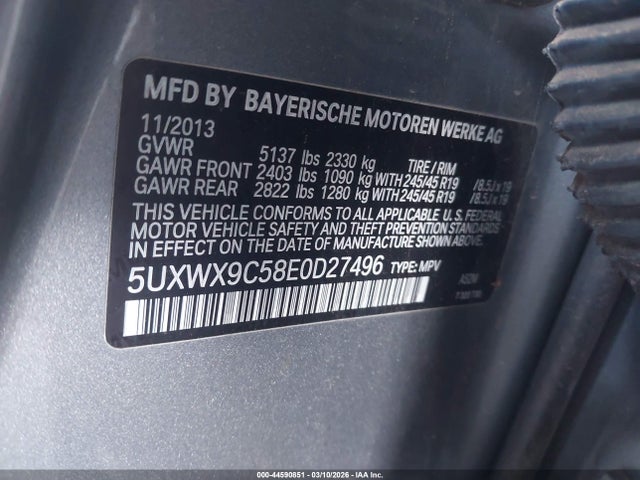 MFD BY BAYERISCHE MOTOREN WERKE AG
11/2013
GVWR 5137 lbs 2330 kg TIRE / RIM
GAWR FRONT 2403 lbs 1090 kg WITH 245/45 R19 /8.5J x 19
GAWR REAR 2822 lbs 1280 kg WITH 245/45 R19 /8.5J x 19
THIS VEHICLE CONFORMS TO ALL APPLICABLE U. S. FEDERAL
MOTOR VEHICLE SAFETY AND THEFT PREVENTION STANDARDS
IN EFFECT ON THE DATE OF MANUFACTURE SHOWN ABOVE.
5UXWX9C58E0D27496 TYPE: MPV
000-44590851 - 03/10/2026 - IAA Corp.